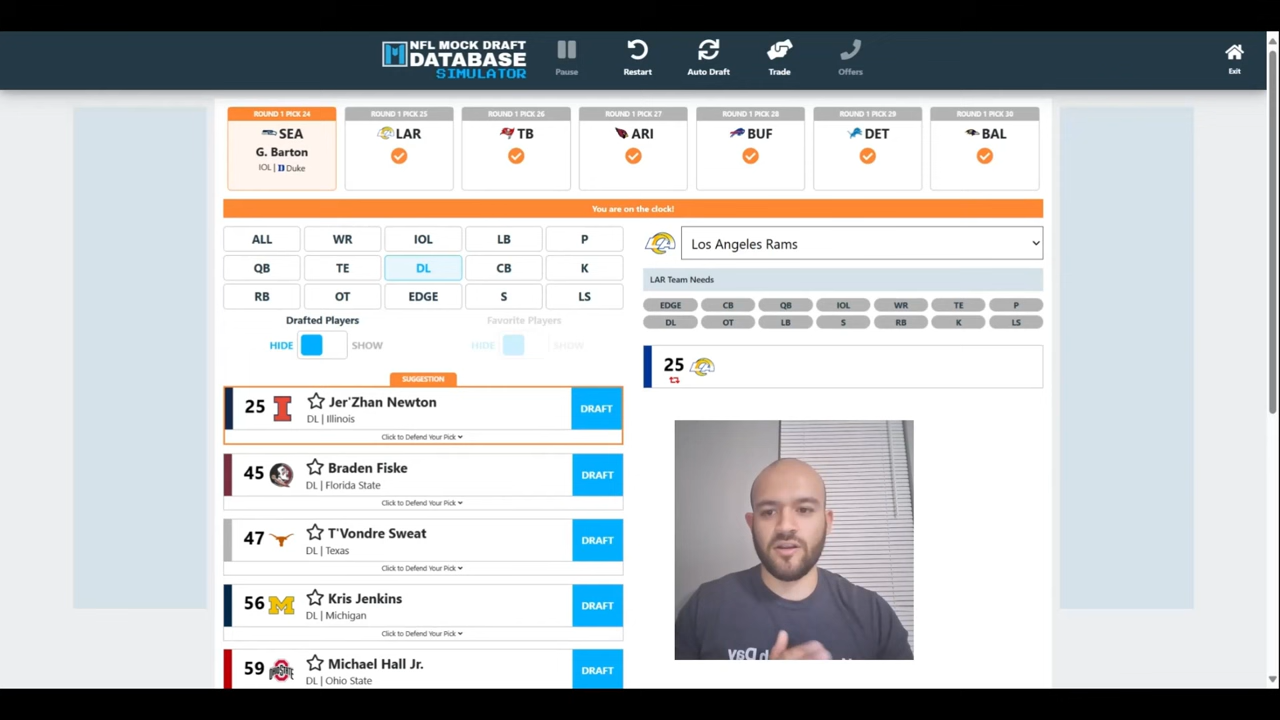 NFL MOCK DRAFT
DATABASE
SIMULATOR
Pause
Restart
Auto Draft
Trade
Offers
Exit
ROUND 1 PICK 24
SEA
G. Barton
IOL | Duke
ROUND 1 PICK 25
LAR
ROUND 1 PICK 26
TB
ROUND 1 PICK 27
ARI
ROUND 1 PICK 28
BUF
ROUND 1 PICK 29
DET
ROUND 1 PICK 30
BAL
You are on the clock!
ALL WR IOL LB P
QB TE DL CB K
RB OT EDGE S LS
Drafted Players
HIDE SHOW
Favorite Players
HIDE SHOW
Los Angeles Rams
LAR Team Needs
EDGE CB QB IOL WR TE P
DL OT LB S RB K LS
25
SUGGESTION
25 Jer'Zhan Newton
DL | Illinois
DRAFT
Click to Defend Your Pick
45 Braden Fiske
DL | Florida State
DRAFT
Click to Defend Your Pick
47 T'Vondre Sweat
DL | Texas
DRAFT
Click to Defend Your Pick
56 Kris Jenkins
DL | Michigan
DRAFT
Click to Defend Your Pick
59 Michael Hall Jr.
DL | Ohio State
DRAFT